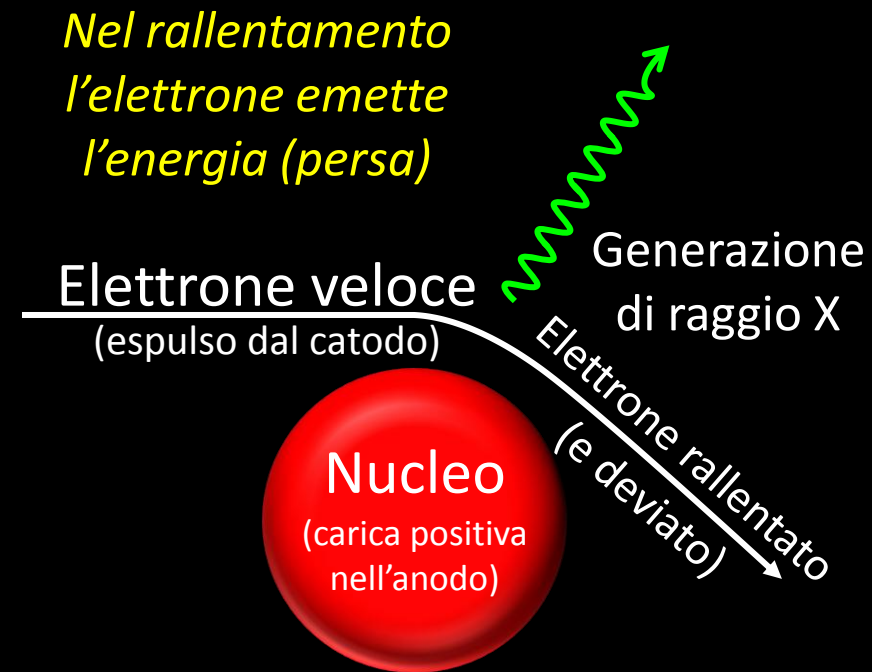 Nel rallentamento
l’elettrone emette
l’energia (persa)
Generazione
di raggio X
Elettrone veloce
(espulso dal catodo)
Elettrone rallentato
(e deviato)
Nucleo
(carica positiva
nell’anodo)